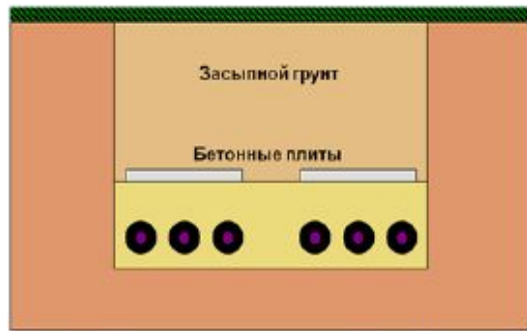 Засыпной грунт
Бетонные плиты